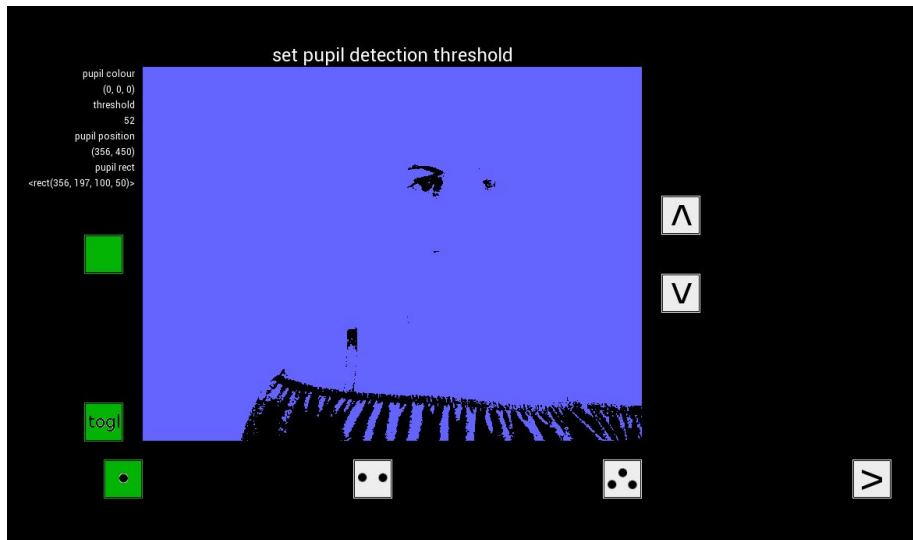 set pupil detection threshold
pupil colour
(0, 0, 0)
threshold
52
pupil position
(356, 450)
pupil rect
<rect(356, 197, 100, 50)>
Λ
V
togl
>